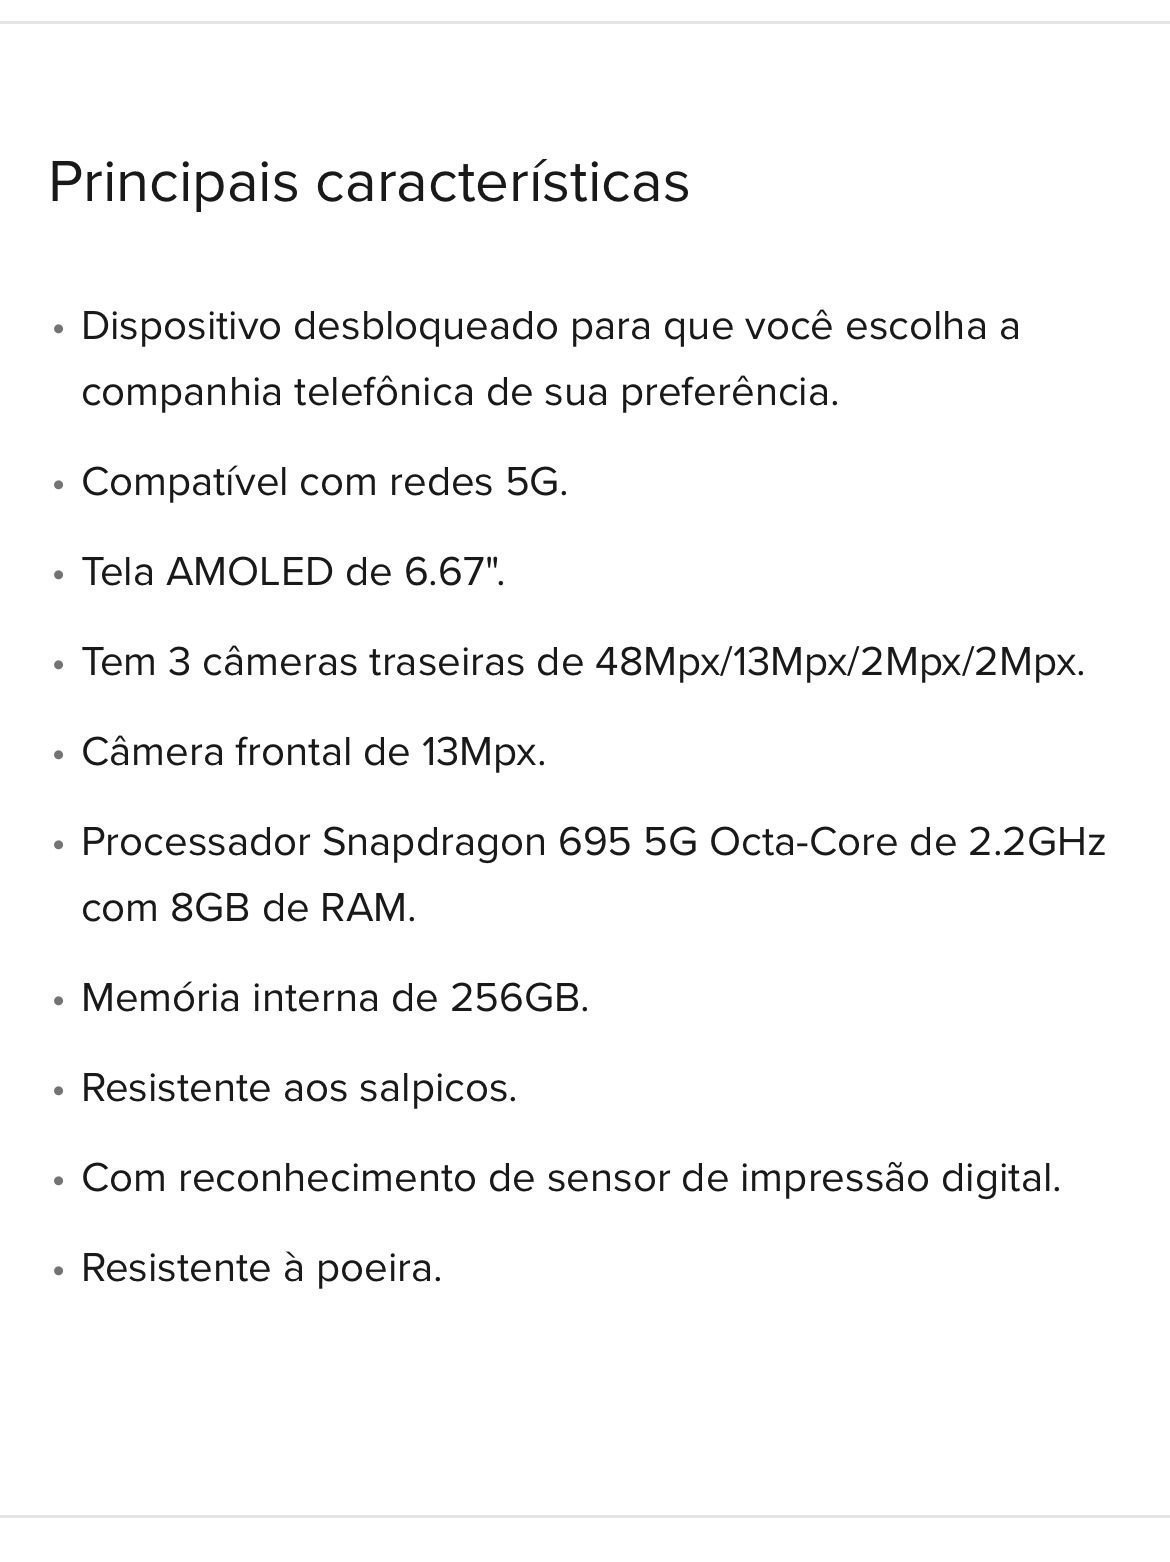 Principais características
• Dispositivo desbloqueado para que você escolha a
companhia telefônica de sua preferência.
• Compatível com redes 5G.
• Tela AMOLED de 6.67".
• Tem 3 câmeras traseiras de 48Mpx/13Mpx/2Mpx/2Mpx.
• Câmera frontal de 13Mpx.
• Processador Snapdragon 695 5G Octa-Core de 2.2GHz
com 8GB de RAM.
• Memória interna de 256GB.
• Resistente aos salpicos.
• Com reconhecimento de sensor de impressão digital.
• Resistente à poeira.